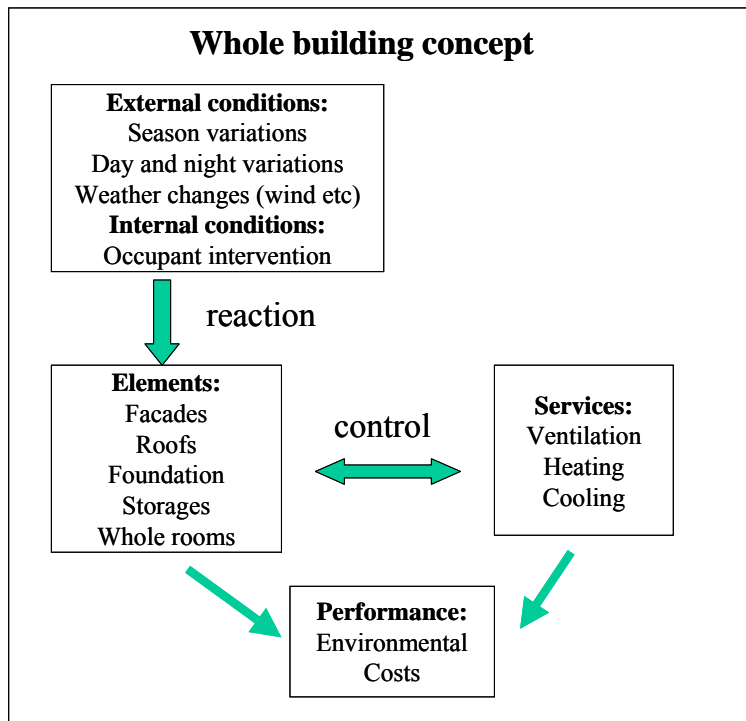 Whole building concept
External conditions:
Season variations
Day and night variations
Weather changes (wind etc)
Internal conditions:
Occupant intervention
reaction
Elements:
Facades
Roofs
Foundation
Storages
Whole rooms
control
Services:
Ventilation
Heating
Cooling
Performance:
Environmental
Costs